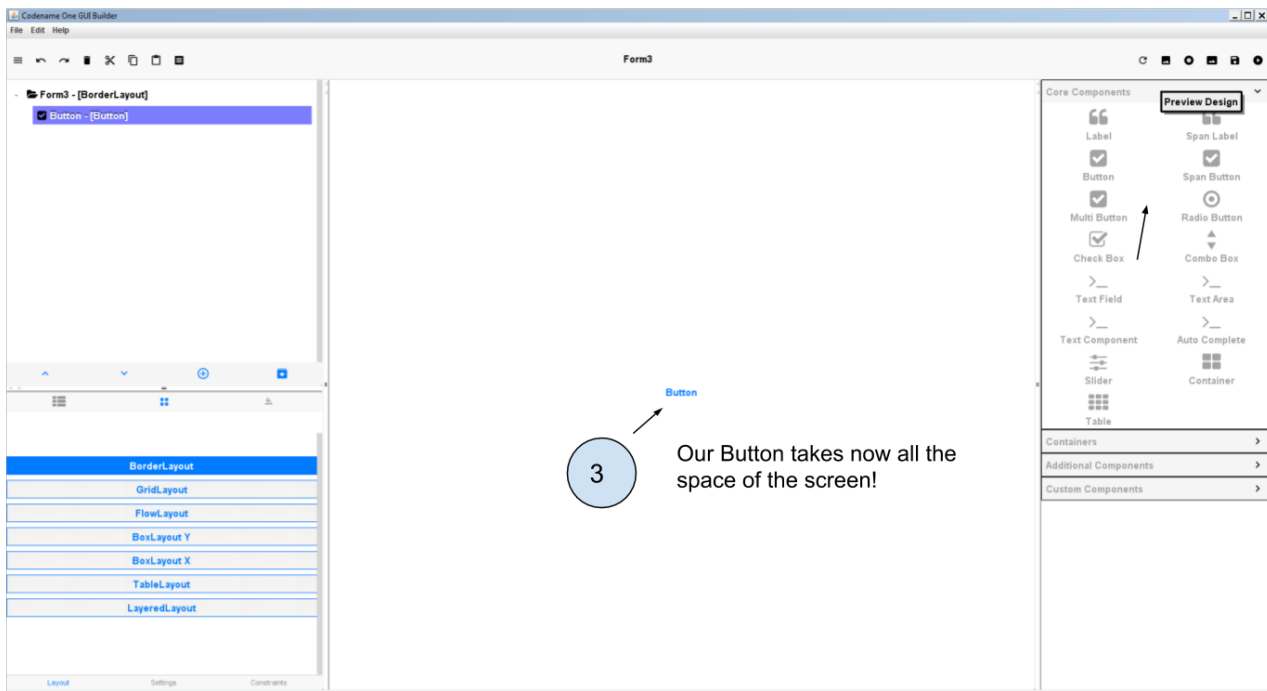 Codename One GUI Builder
File Edit Help
Form3
Form3 - [BorderLayout]
Button - [Button]
BorderLayout
GridLayout
FlowLayout
BoxLayout Y
BoxLayout X
TableLayout
LayeredLayout
Layout Settings Constraints
Button
3
Our Button takes now all the
space of the screen!
Core Components
Preview Design
Label Span Label
Button Span Button
Multi Button Radio Button
Check Box Combo Box
Text Field Text Area
Text Component Auto Complete
Slider Container
Table
Containers
Additional Components
Custom Components